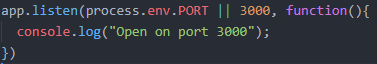 app.listen(process.env.PORT || 3000, function(){
  console.log("Open on port 3000");
})